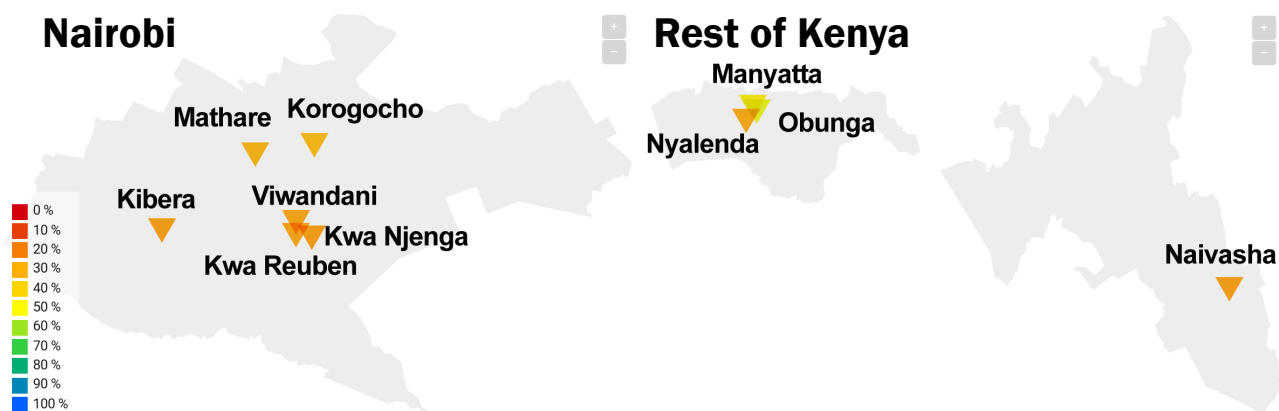 Nairobi
+
−
Mathare
Korogocho
Kibera
Viwandani
Kwa Njenga
Kwa Reuben
0 %
10 %
20 %
30 %
40 %
50 %
60 %
70 %
80 %
90 %
100 %
Rest of Kenya
+
−
Manyatta
Obunga
Nyalenda
Naivasha